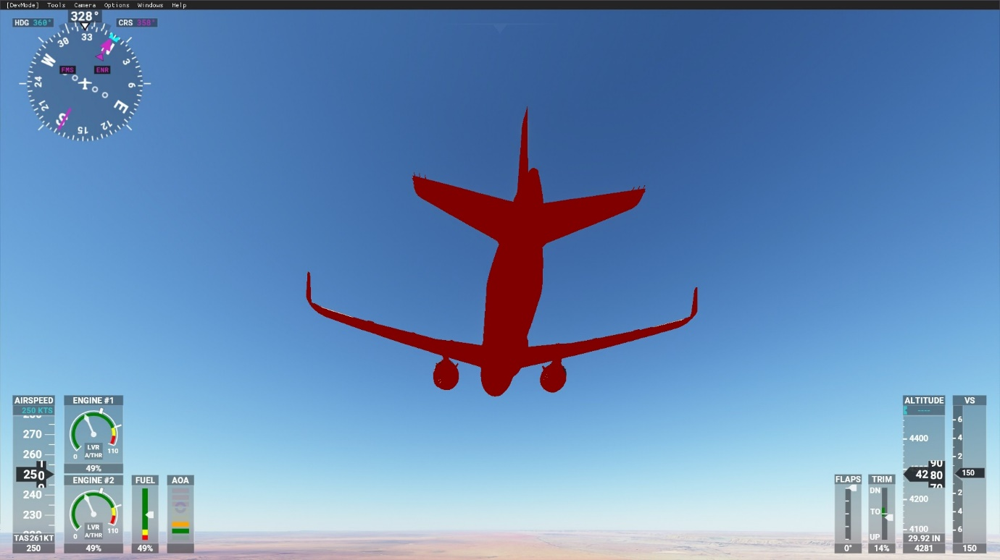 [DevMode] Tools Camera Options Windows Help
HDG 360°
328°
CRS 358°
30 33 N 3
W
FMS ENR
24 6
21 E
S 15 12
AIRSPEED
250 KTS
270
260
250
240
230
TAS 261KT
250
ENGINE #1
LVR
A/THR
0 110
49%
ENGINE #2
LVR
A/THR
0 110
49%
FUEL
49%
AOA
FLAPS
0°
TRIM
DN
TO
UP
14%
ALTITUDE
----
4400
90
42 80
70
4200
4100
29.92 IN
4281
VS
6
4
2
150
2
4
6
150